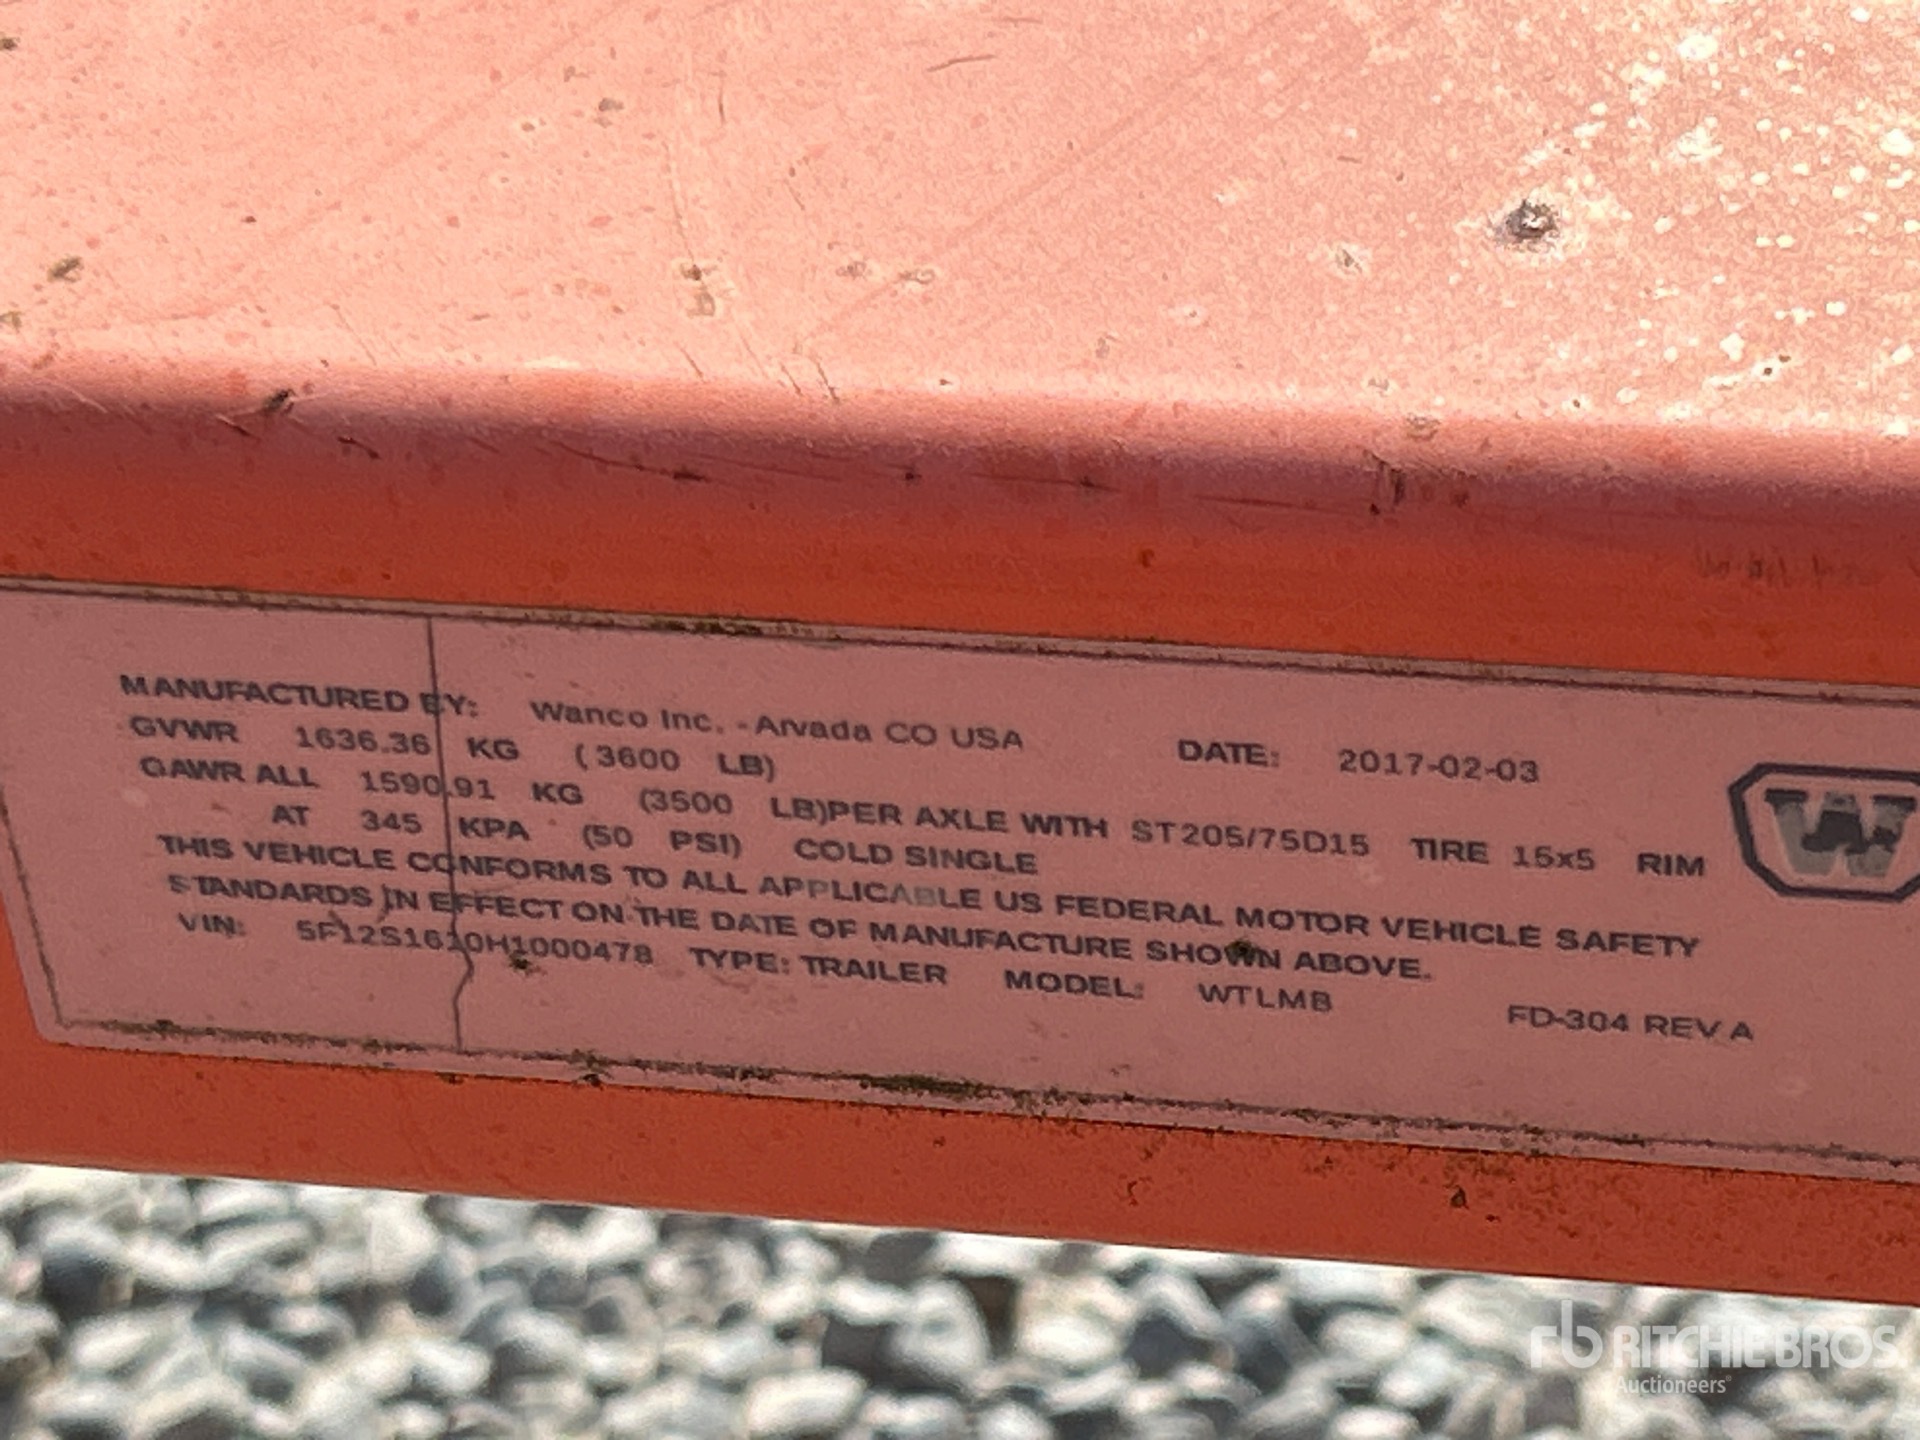 MANUFACTURED BY: Wanco Inc. - Arvada CO USA DATE: 2017-02-03
GVWR 1636.36 KG (3600 LB)
GAWR ALL 1590.91 KG (3500 LB)PER AXLE WITH ST205/75D15 TIRE 15x5 RIM
AT 345 KPA (50 PSI) COLD SINGLE
THIS VEHICLE CONFORMS TO ALL APPLICABLE US FEDERAL MOTOR VEHICLE SAFETY
STANDARDS IN EFFECT ON THE DATE OF MANUFACTURE SHOWN ABOVE.
VIN: 5F12S1610H1000478 TYPE: TRAILER MODEL: WTLMB FD-304 REV A
W
rb RITCHIE BROS.
Auctioneers®